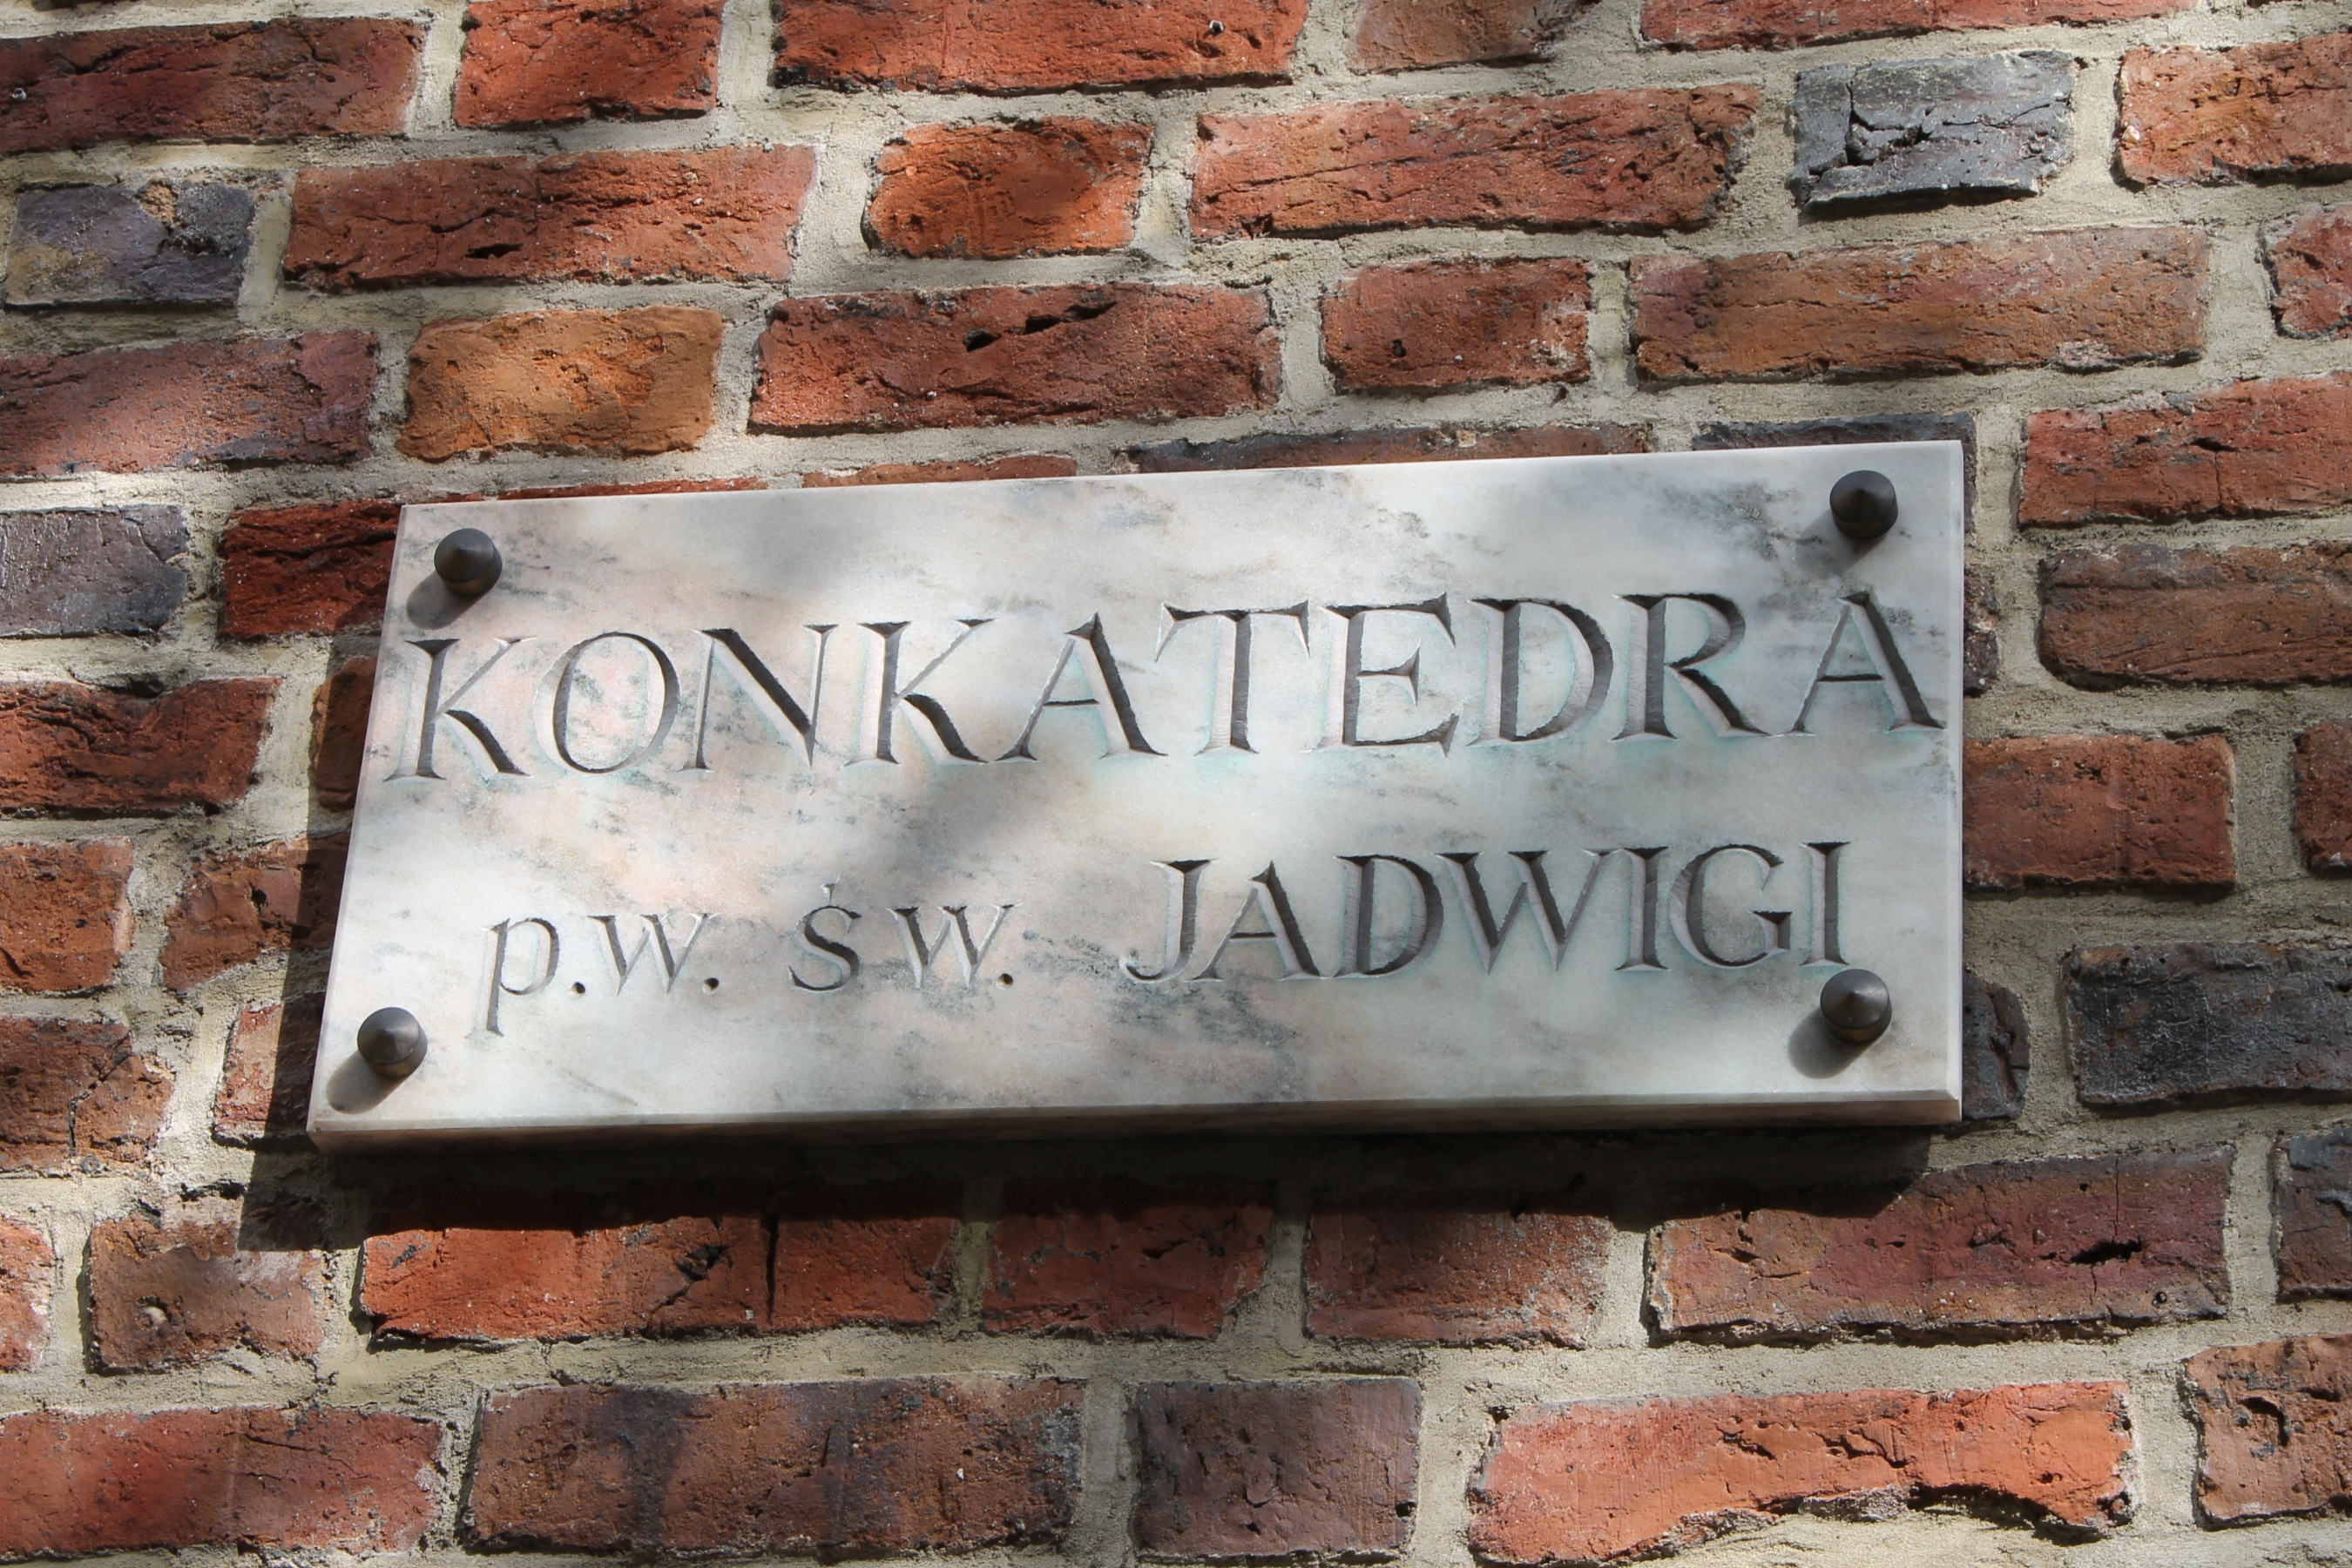 KONKATEDRA
p.w. św. JADWIGI